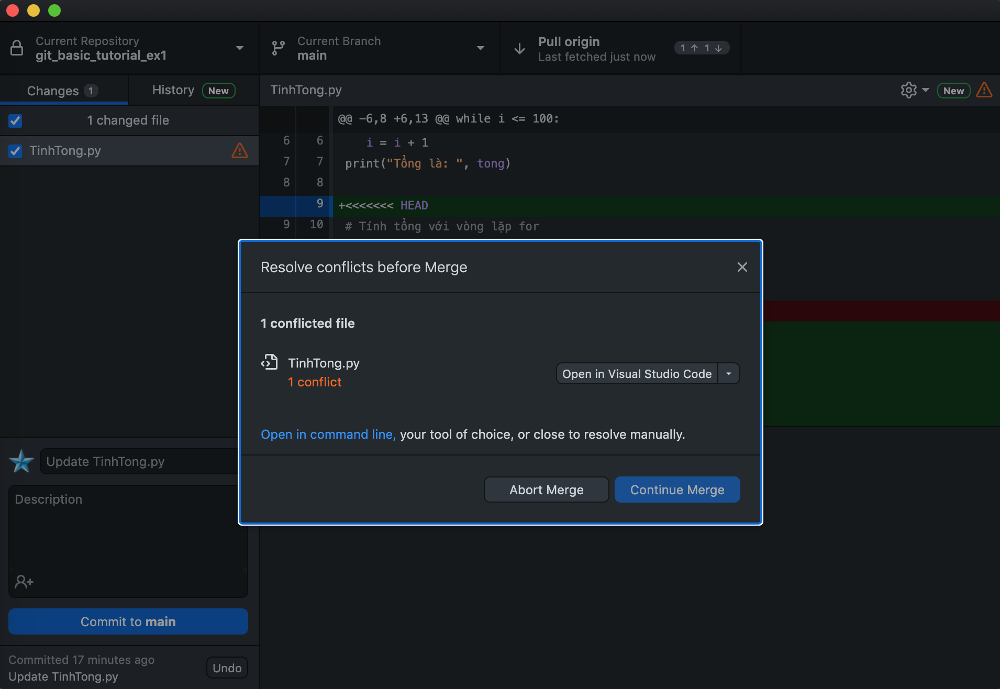 Current Repository
git_basic_tutorial_ex1
Current Branch
main
Pull origin
Last fetched just now
1 ↑ 1 ↓
Changes 1
History New
TinhTong.py
New
1 changed file
TinhTong.py
@@ -6,8 +6,13 @@ while i <= 100:
6 6 i = i + 1
7 7 print("Tổng là: ", tong)
8 8
9 +<<<<<<< HEAD
9 10 # Tính tổng với vòng lặp for
Resolve conflicts before Merge
1 conflicted file
TinhTong.py
1 conflict
Open in Visual Studio Code
Open in command line, your tool of choice, or close to resolve manually.
Abort Merge
Continue Merge
Update TinhTong.py
Description
Commit to main
Committed 17 minutes ago
Update TinhTong.py
Undo